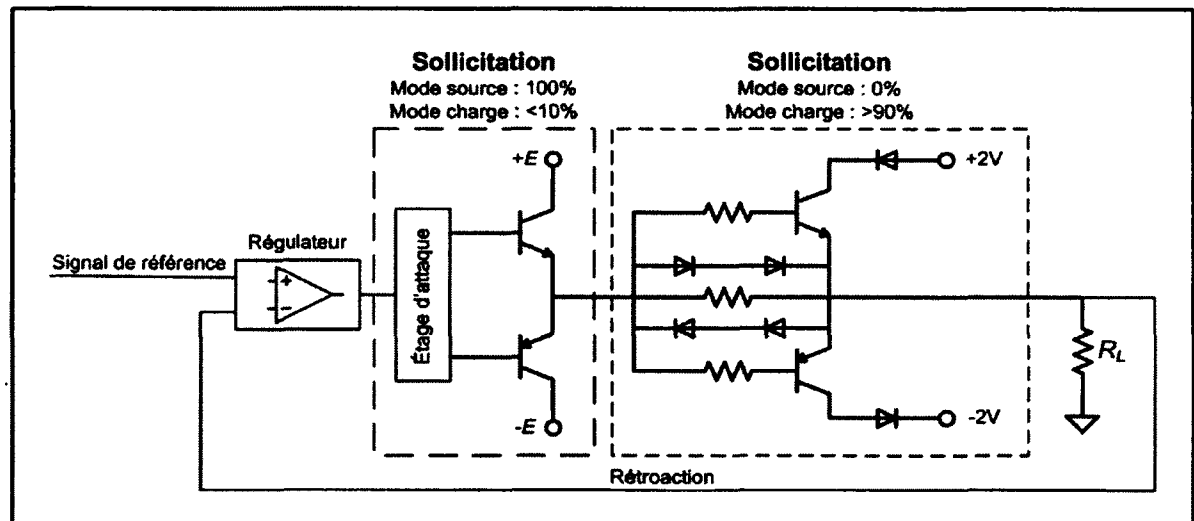 Sollicitation
Mode source : 100%
Mode charge : <10%
Sollicitation
Mode source : 0%
Mode charge : >90%
+E
+2V
Régulateur
Signal de référence
+
-
Étage d'attaque
-E
-2V
R_L
Rétroaction